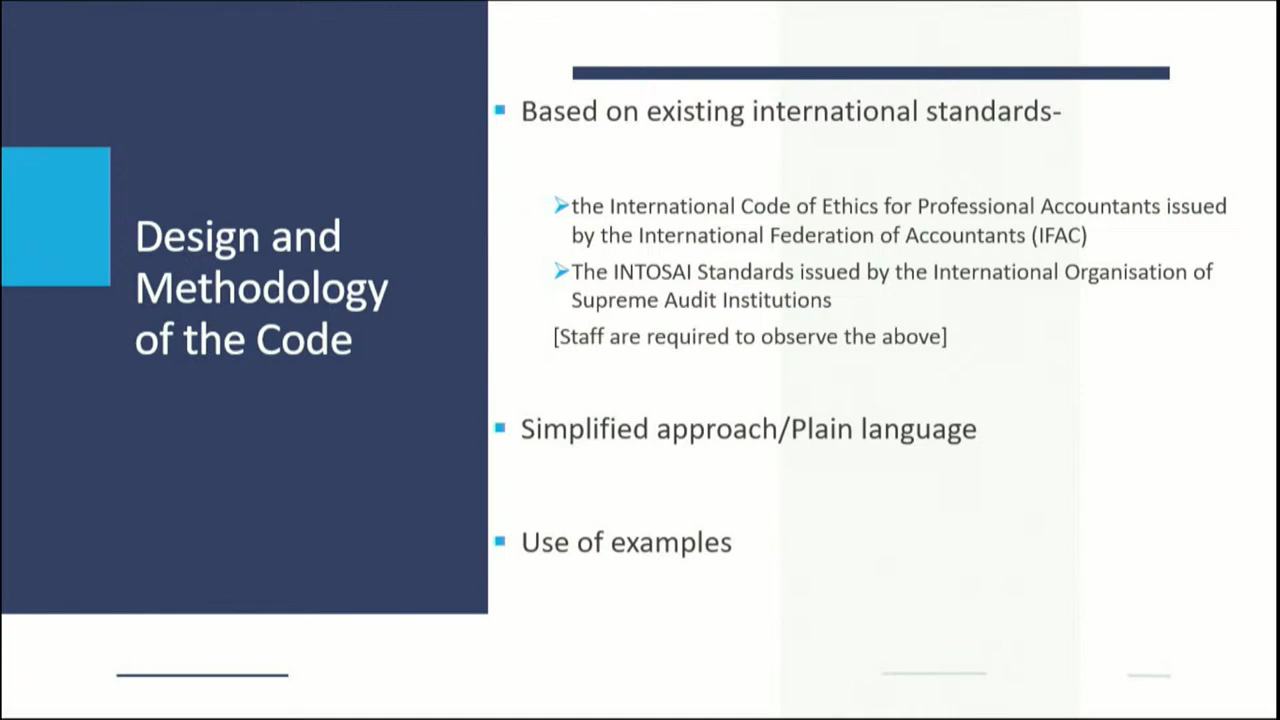 Design and
Methodology
of the Code
Based on existing international standards-
the International Code of Ethics for Professional Accountants issued
by the International Federation of Accountants (IFAC)
The INTOSAI Standards issued by the International Organisation of
Supreme Audit Institutions
[Staff are required to observe the above]
Simplified approach/Plain language
Use of examples